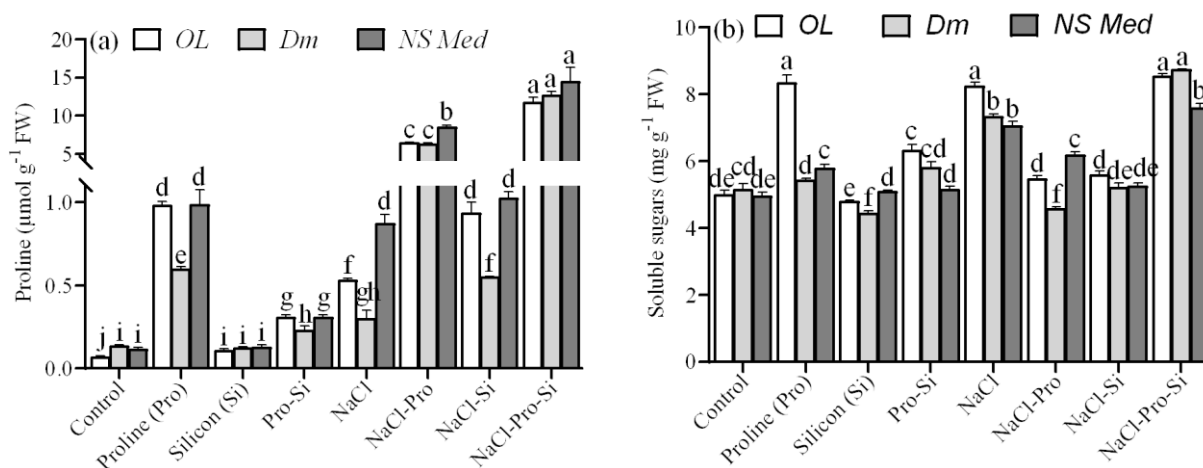 (a) OL Dm NS Med
Proline (µmol g⁻¹ FW)
20
15
10
5
1.0
0.5
0.0
j i i
d e d
i i i
g h g
f gh d
c c b
d f d
a a a
Control
Proline (Pro)
Silicon (Si)
Pro-Si
NaCl
NaCl-Pro
NaCl-Si
NaCl-Pro-Si
(b) OL Dm NS Med
Soluble sugars (mg g⁻¹ FW)
10
8
6
4
2
0
de cd de
a d c
e f d
c cd d
a b b
d f c
d de de
a a b
Control
Proline (Pro)
Silicon (Si)
Pro-Si
NaCl
NaCl-Pro
NaCl-Si
NaCl-Pro-Si